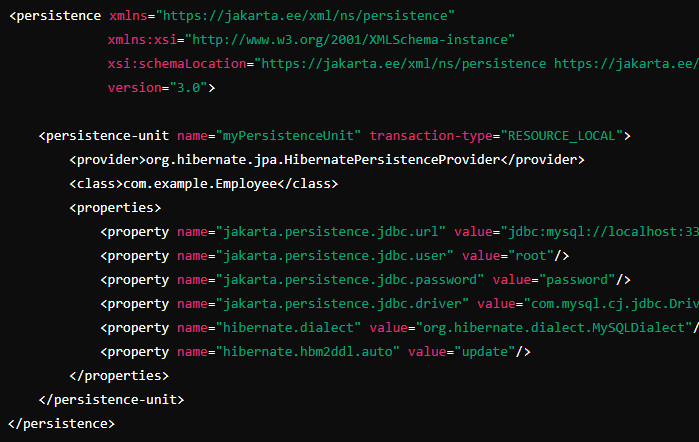 <persistence xmlns="https://jakarta.ee/xml/ns/persistence"
xmlns:xsi="http://www.w3.org/2001/XMLSchema-instance"
xsi:schemaLocation="https://jakarta.ee/xml/ns/persistence https://jakarta.ee/
version="3.0">
<persistence-unit name="myPersistenceUnit" transaction-type="RESOURCE_LOCAL">
<provider>org.hibernate.jpa.HibernatePersistenceProvider</provider>
<class>com.example.Employee</class>
<properties>
<property name="jakarta.persistence.jdbc.url" value="jdbc:mysql://localhost:33
<property name="jakarta.persistence.jdbc.user" value="root"/>
<property name="jakarta.persistence.jdbc.password" value="password"/>
<property name="jakarta.persistence.jdbc.driver" value="com.mysql.cj.jdbc.Driv
<property name="hibernate.dialect" value="org.hibernate.dialect.MySQLDialect"/
<property name="hibernate.hbm2ddl.auto" value="update"/>
</properties>
</persistence-unit>
</persistence>